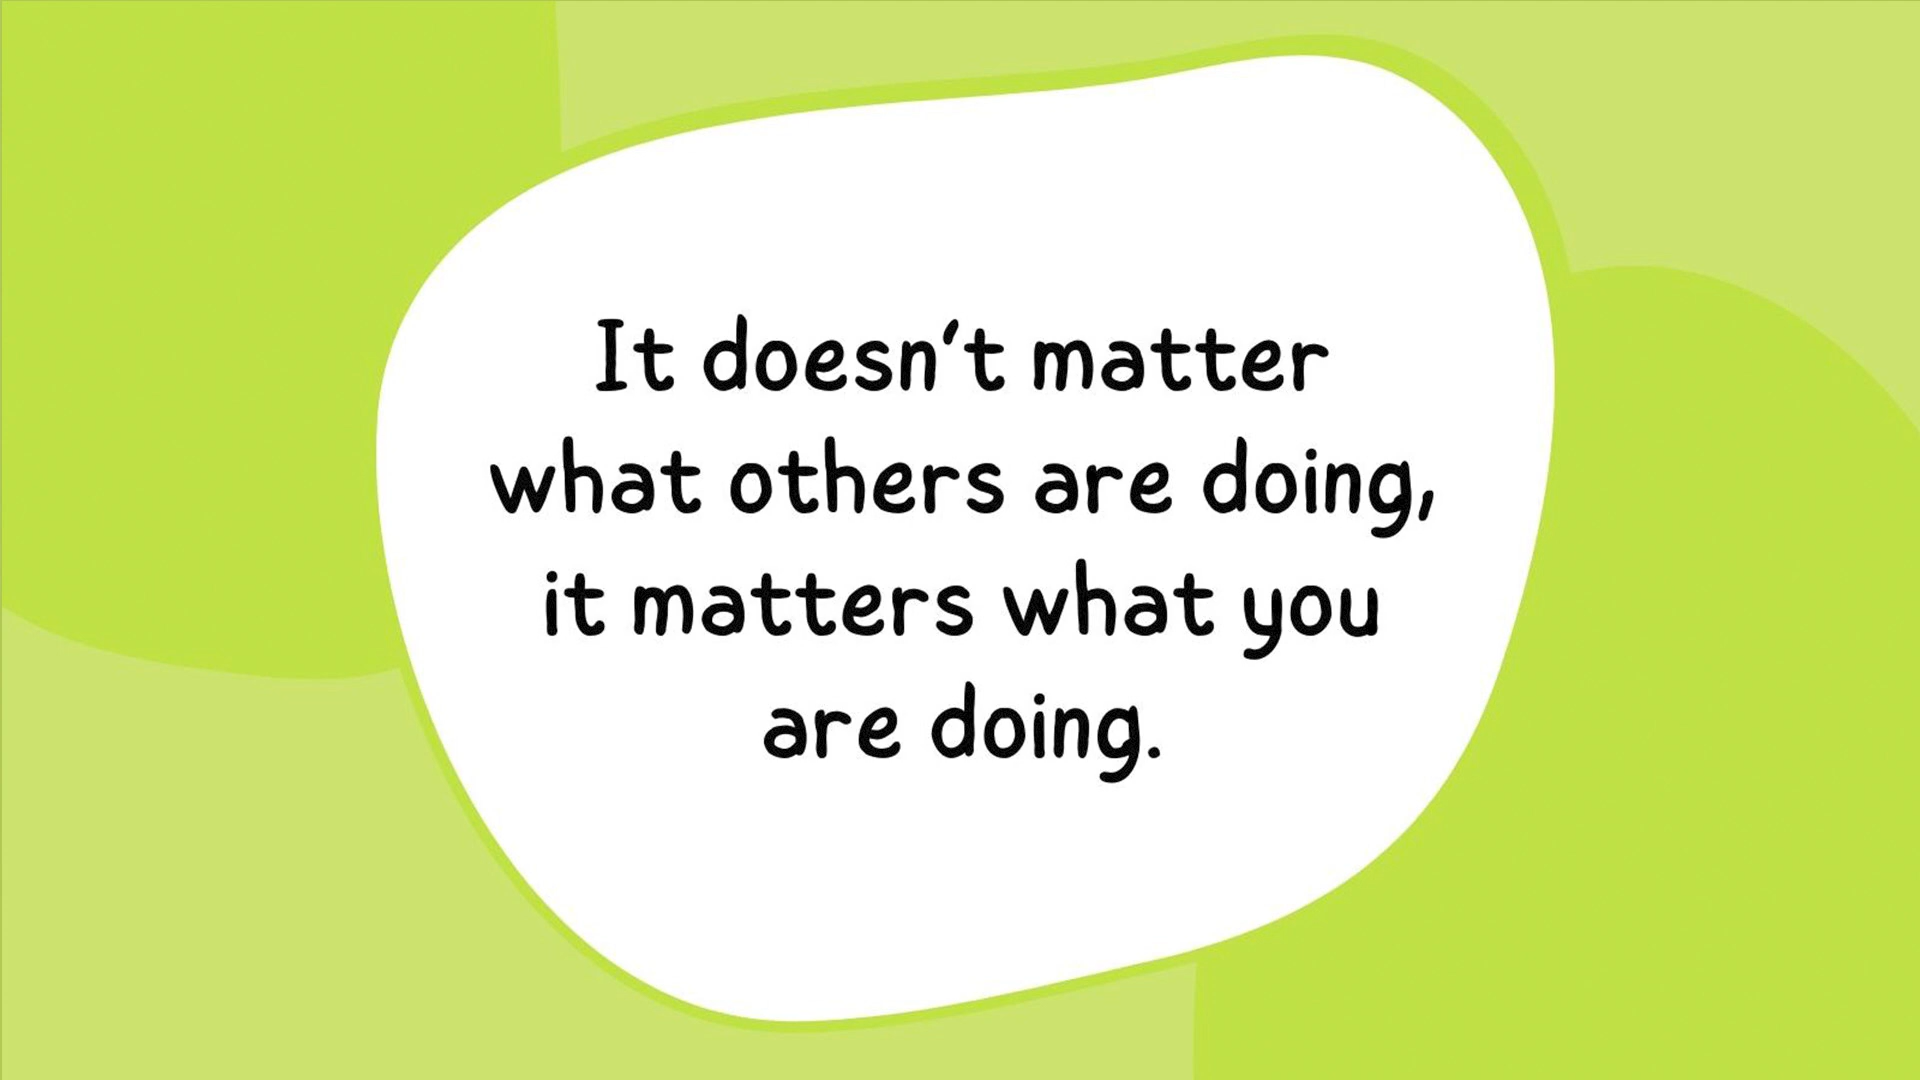 It doesn't matter
what others are doing,
it matters what you
are doing.